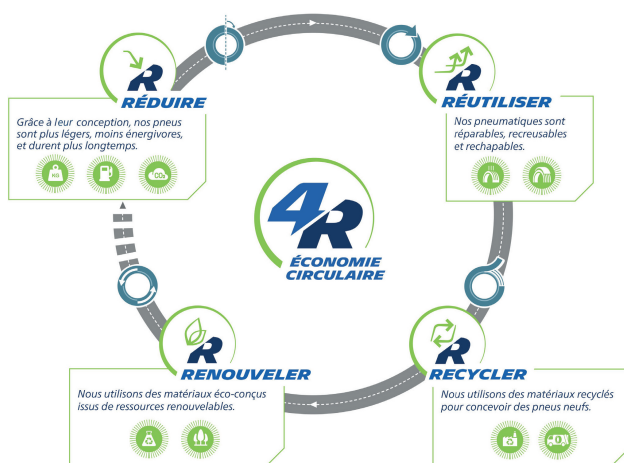 RÉDUIRE
Grâce à leur conception, nos pneus
sont plus légers, moins énergivores,
et durent plus longtemps.
KG
CO₂
RÉUTILISER
Nos pneumatiques sont
réparables, recreusables
et rechapables.
4R
ÉCONOMIE
CIRCULAIRE
RENOUVELER
Nous utilisons des matériaux éco-conçus
issus de ressources renouvelables.
RECYCLER
Nous utilisons des matériaux recyclés
pour concevoir des pneus neufs.